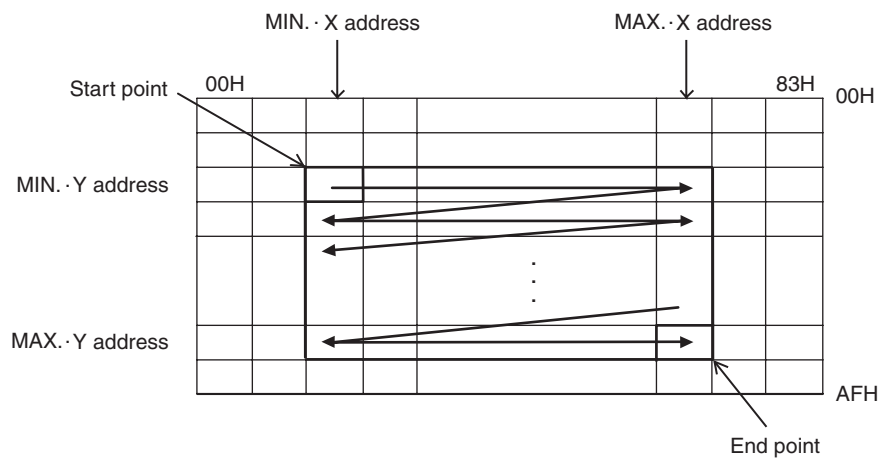 MIN. · X address
MAX. · X address
Start point
00H
83H
00H
MIN. · Y address
MAX. · Y address
AFH
End point